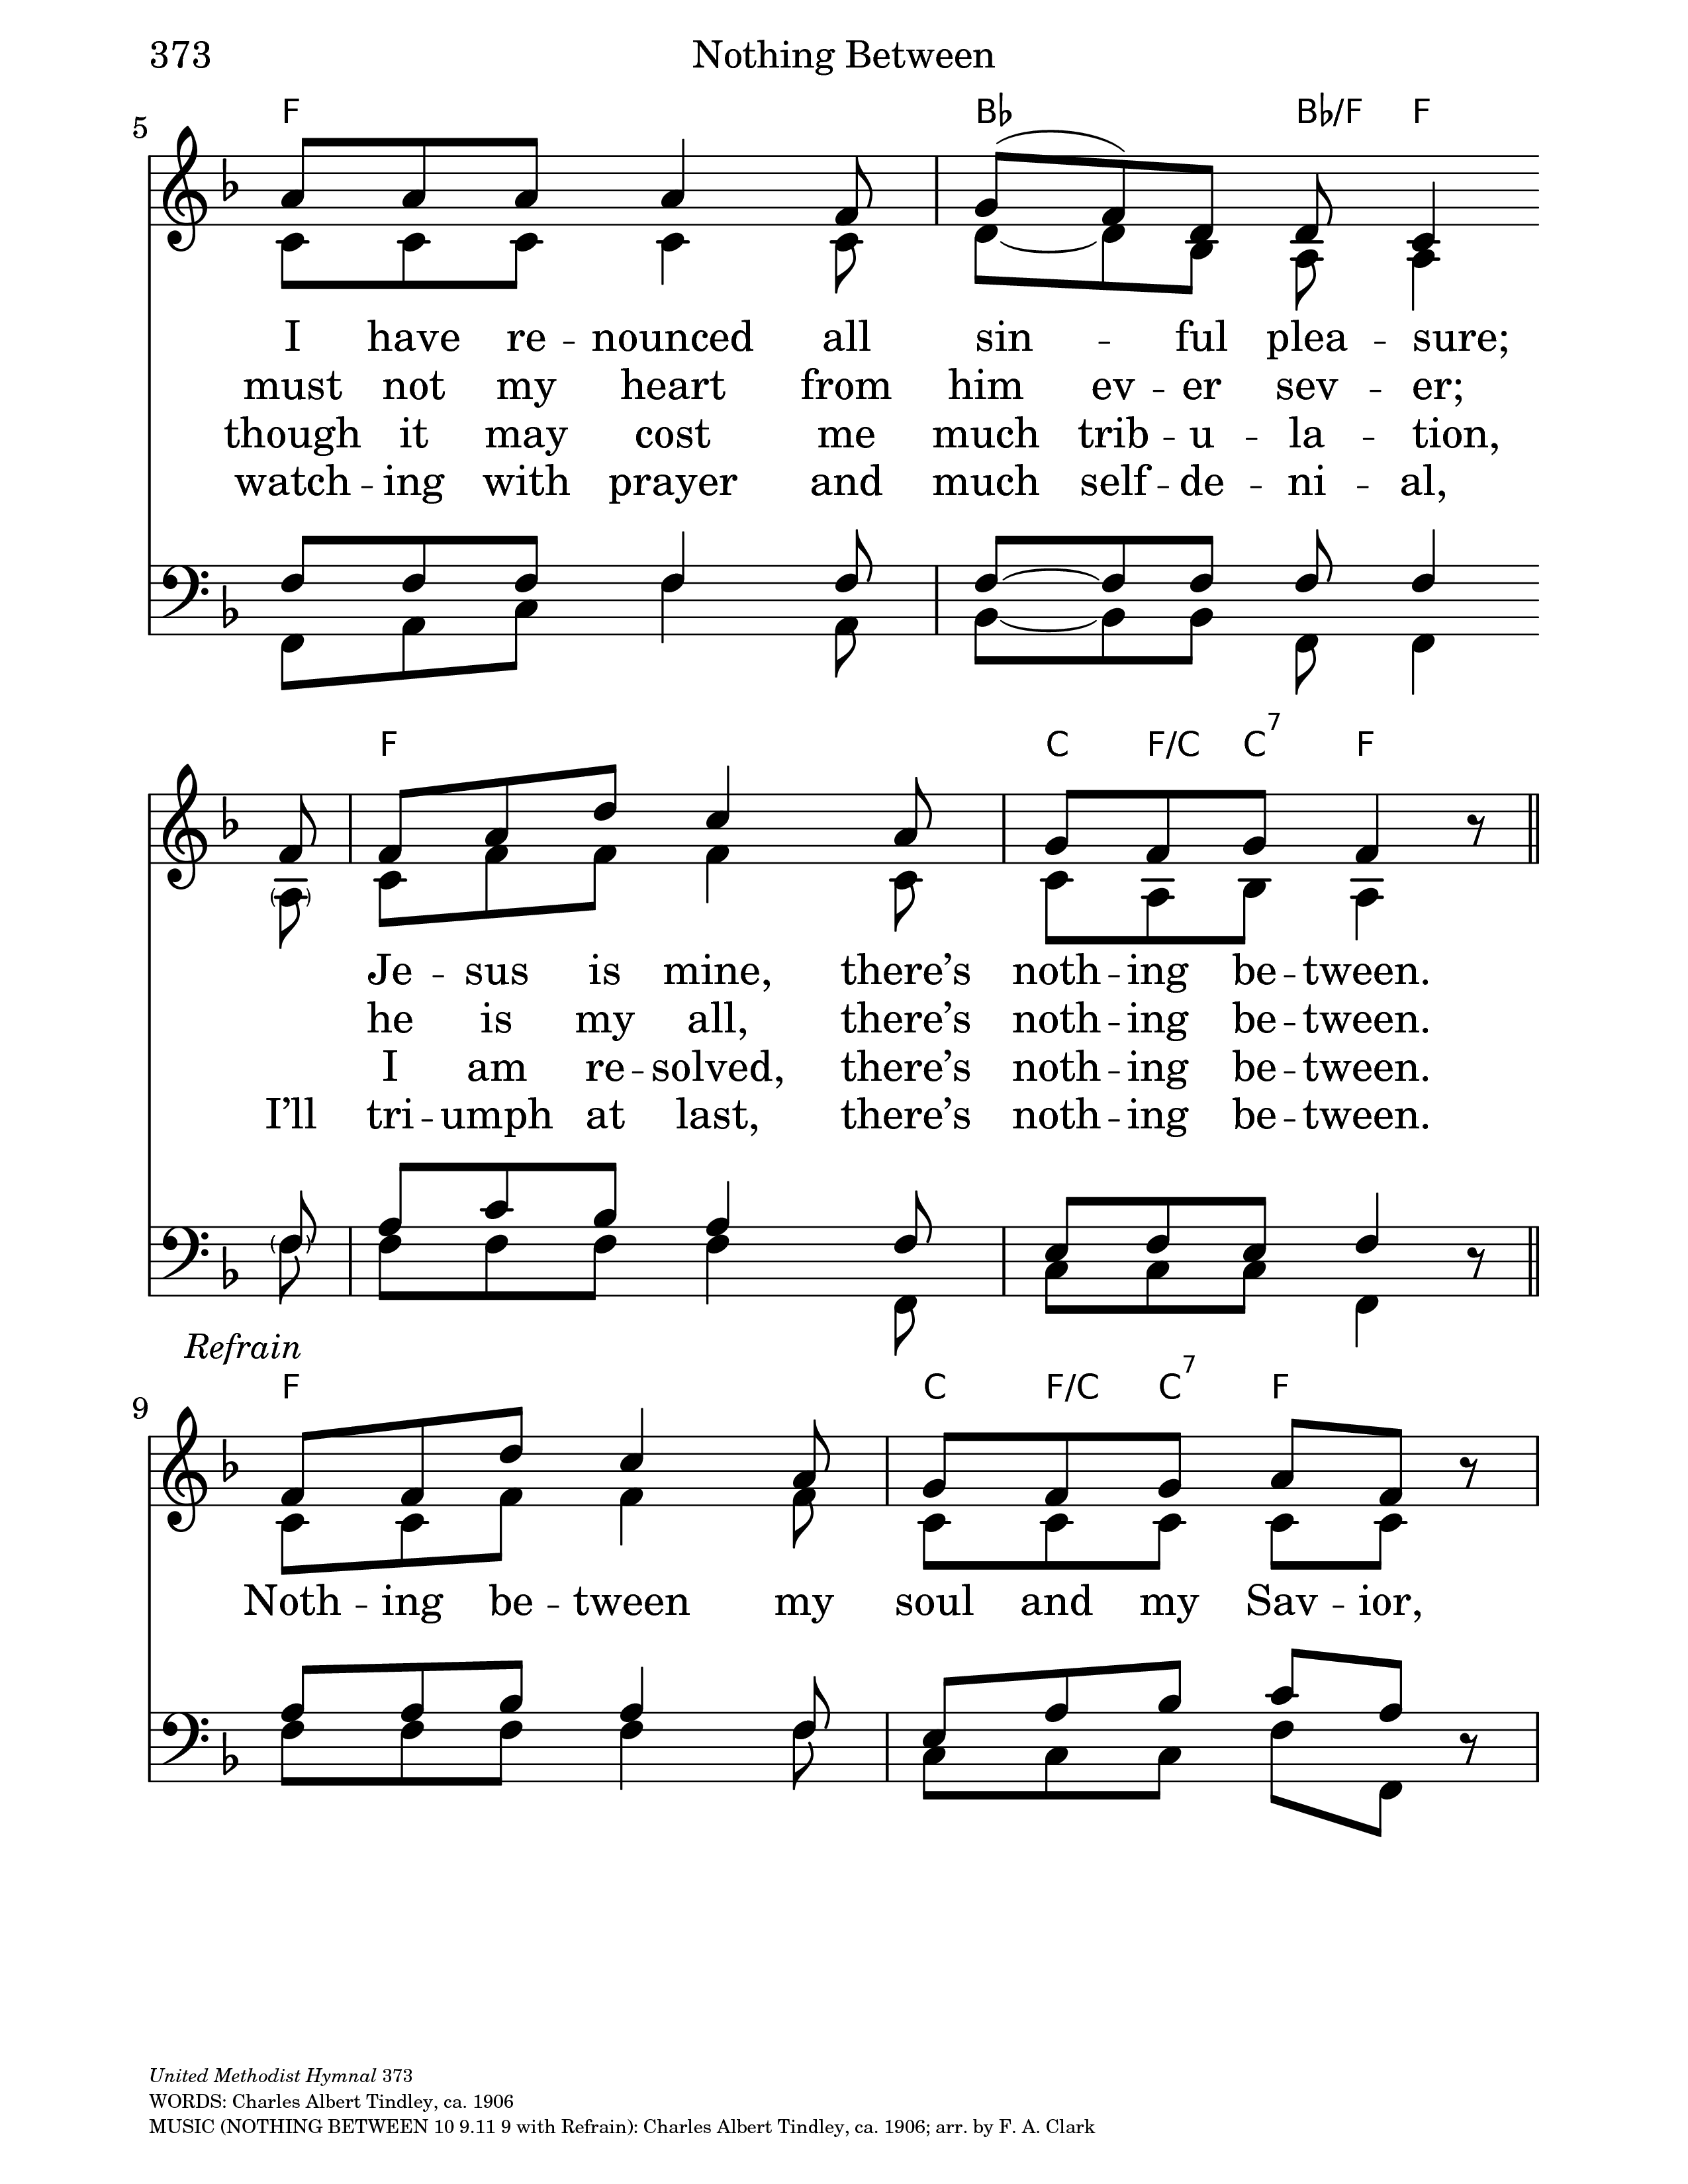 373 Nothing Between
F B♭ B♭/F F
5
I have re - nounced all sin - ful plea - sure;
must not my heart from him ev - er sev - er;
though it may cost me much trib - u - la - tion,
watch - ing with prayer and much self - de - ni - al,
F C F/C C7 F
Je - sus is mine, there’s noth - ing be - tween.
he is my all, there’s noth - ing be - tween.
I am re - solved, there’s noth - ing be - tween.
I’ll tri - umph at last, there’s noth - ing be - tween.
Refrain
F C F/C C7 F
9
Noth - ing be - tween my soul and my Sav - ior,
United Methodist Hymnal 373
WORDS: Charles Albert Tindley, ca. 1906
MUSIC (NOTHING BETWEEN 10 9.11 9 with Refrain): Charles Albert Tindley, ca. 1906; arr. by F. A. Clark